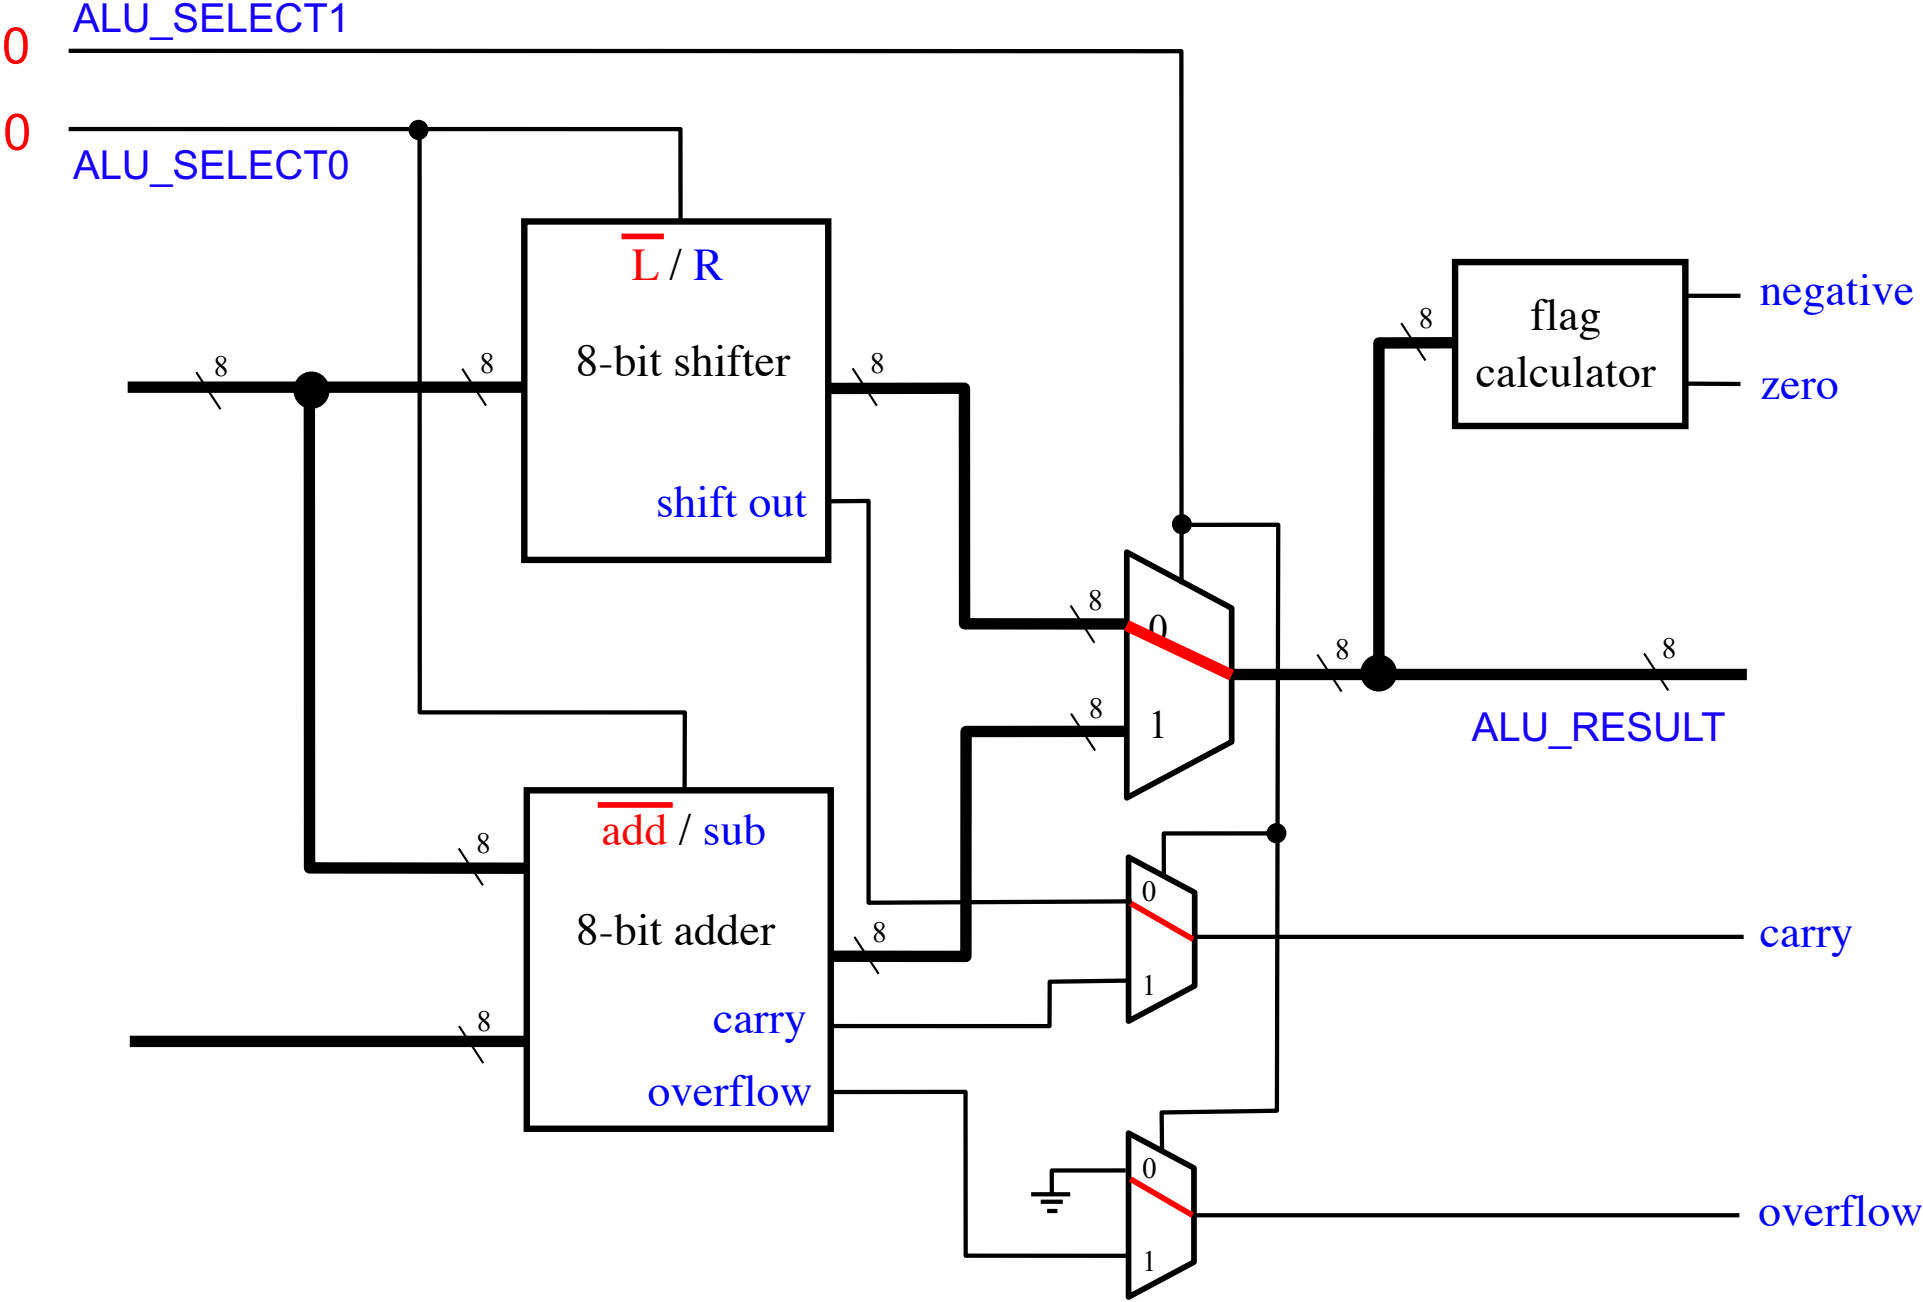 ALU_SELECT1
0
0
ALU_SELECT0
L / R
8-bit shifter
shift out
8
8
8
flag
calculator
negative
zero
8
8
0
8
1
8
8
ALU_RESULT
add / sub
8-bit adder
carry
overflow
8
8
8
0
1
carry
0
1
overflow